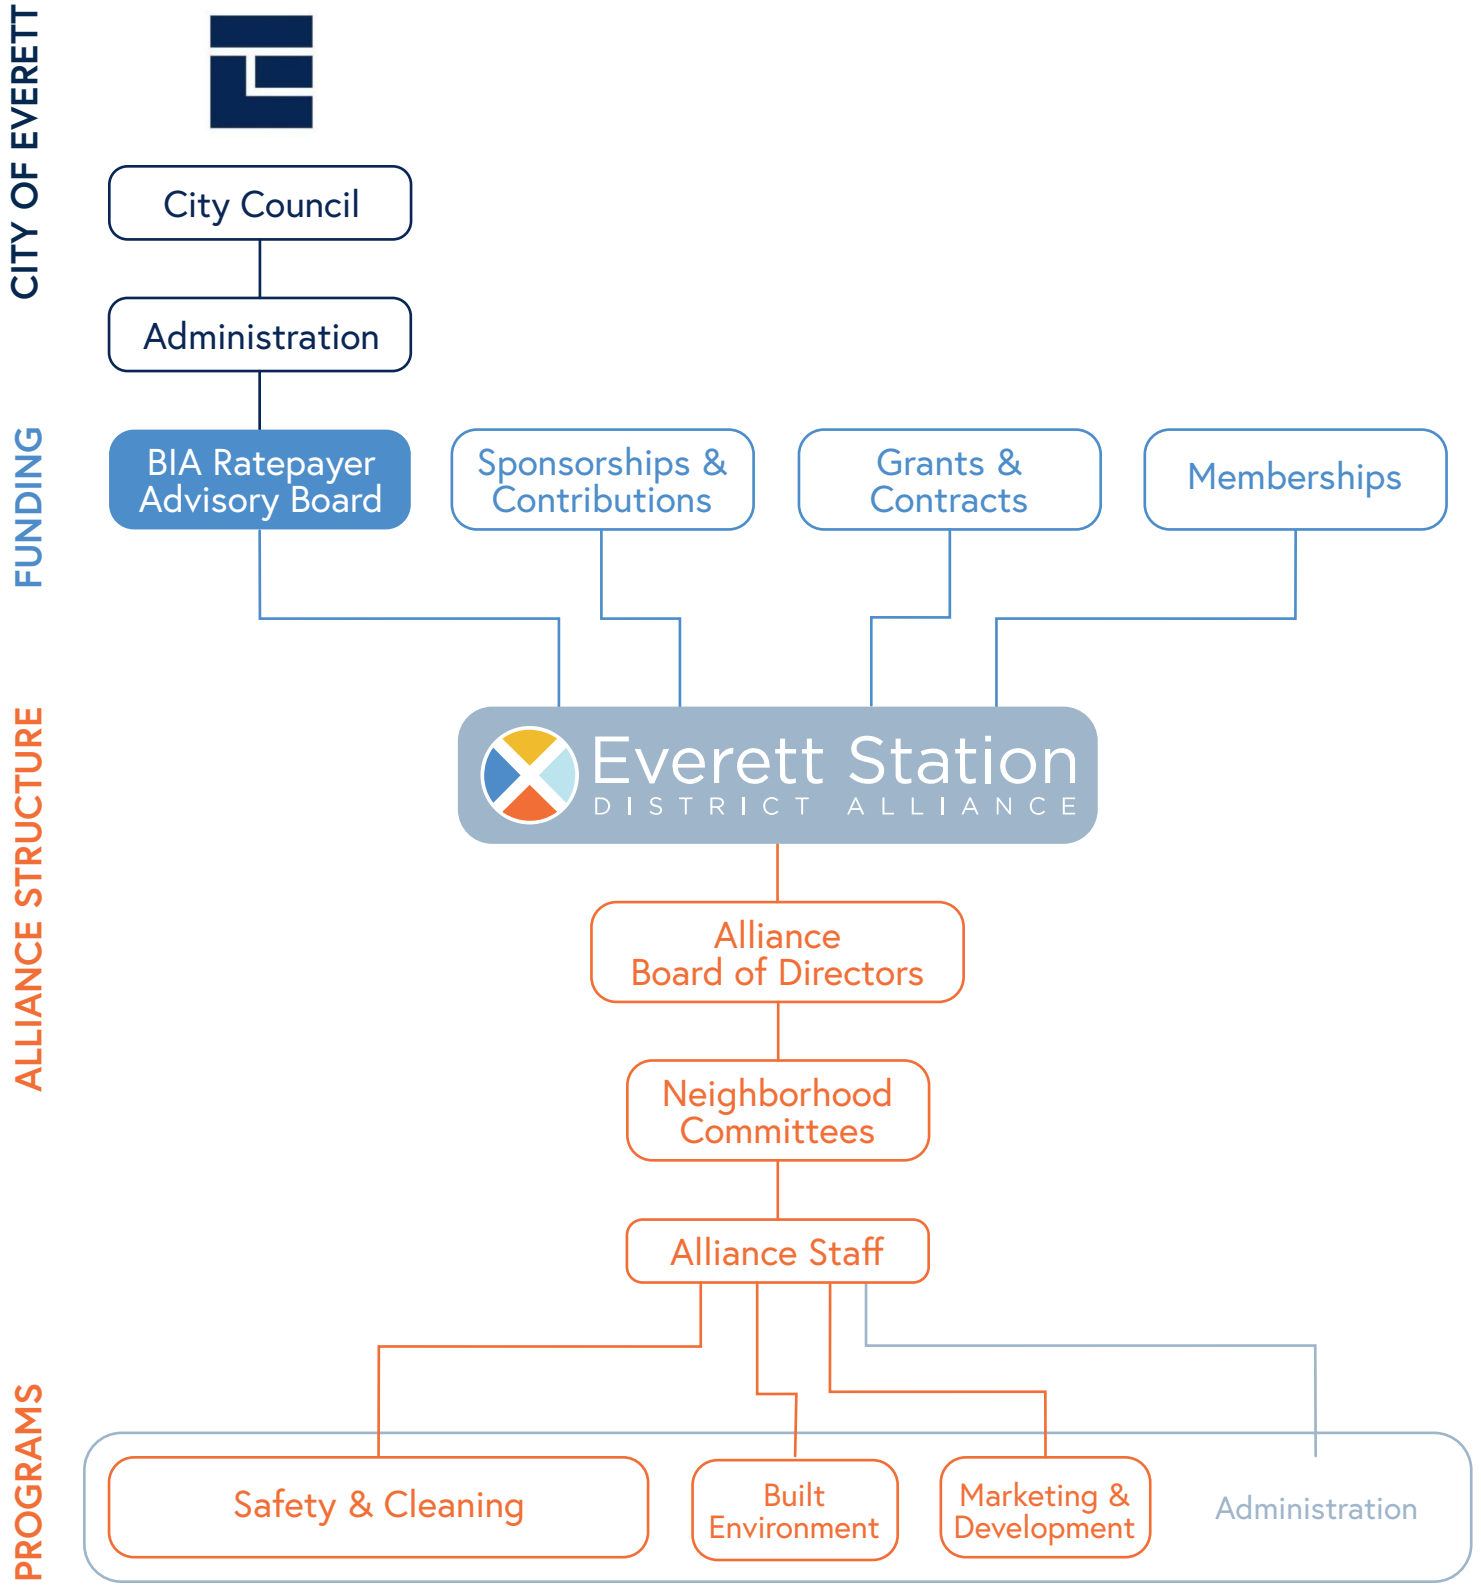 CITY OF EVERETT
City Council
Administration
FUNDING
BIA Ratepayer
Advisory Board
Sponsorships &
Contributions
Grants &
Contracts
Memberships
ALLIANCE STRUCTURE
Everett Station
DISTRICT ALLIANCE
Alliance
Board of Directors
Neighborhood
Committees
Alliance Staff
PROGRAMS
Safety & Cleaning
Built
Environment
Marketing &
Development
Administration